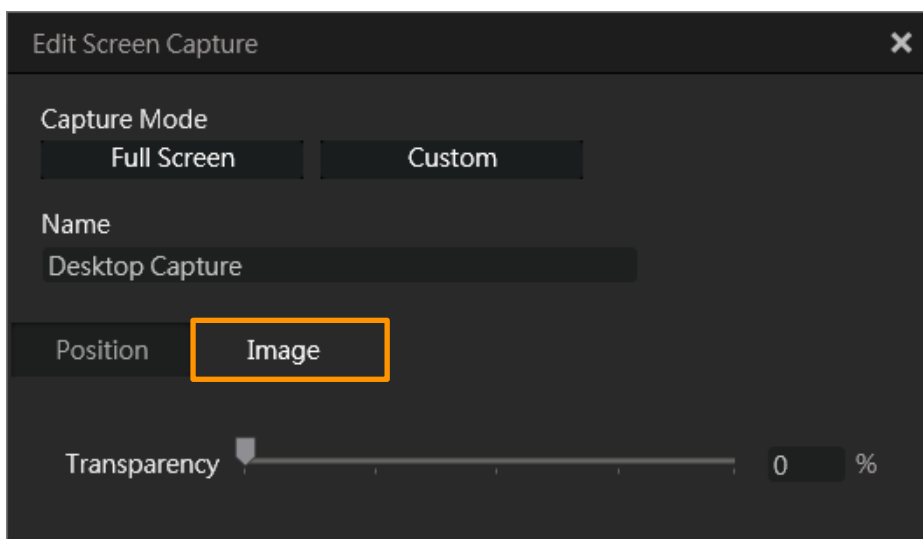 Edit Screen Capture
Capture Mode
Full Screen Custom
Name
Desktop Capture
Position Image
Transparency 0 %